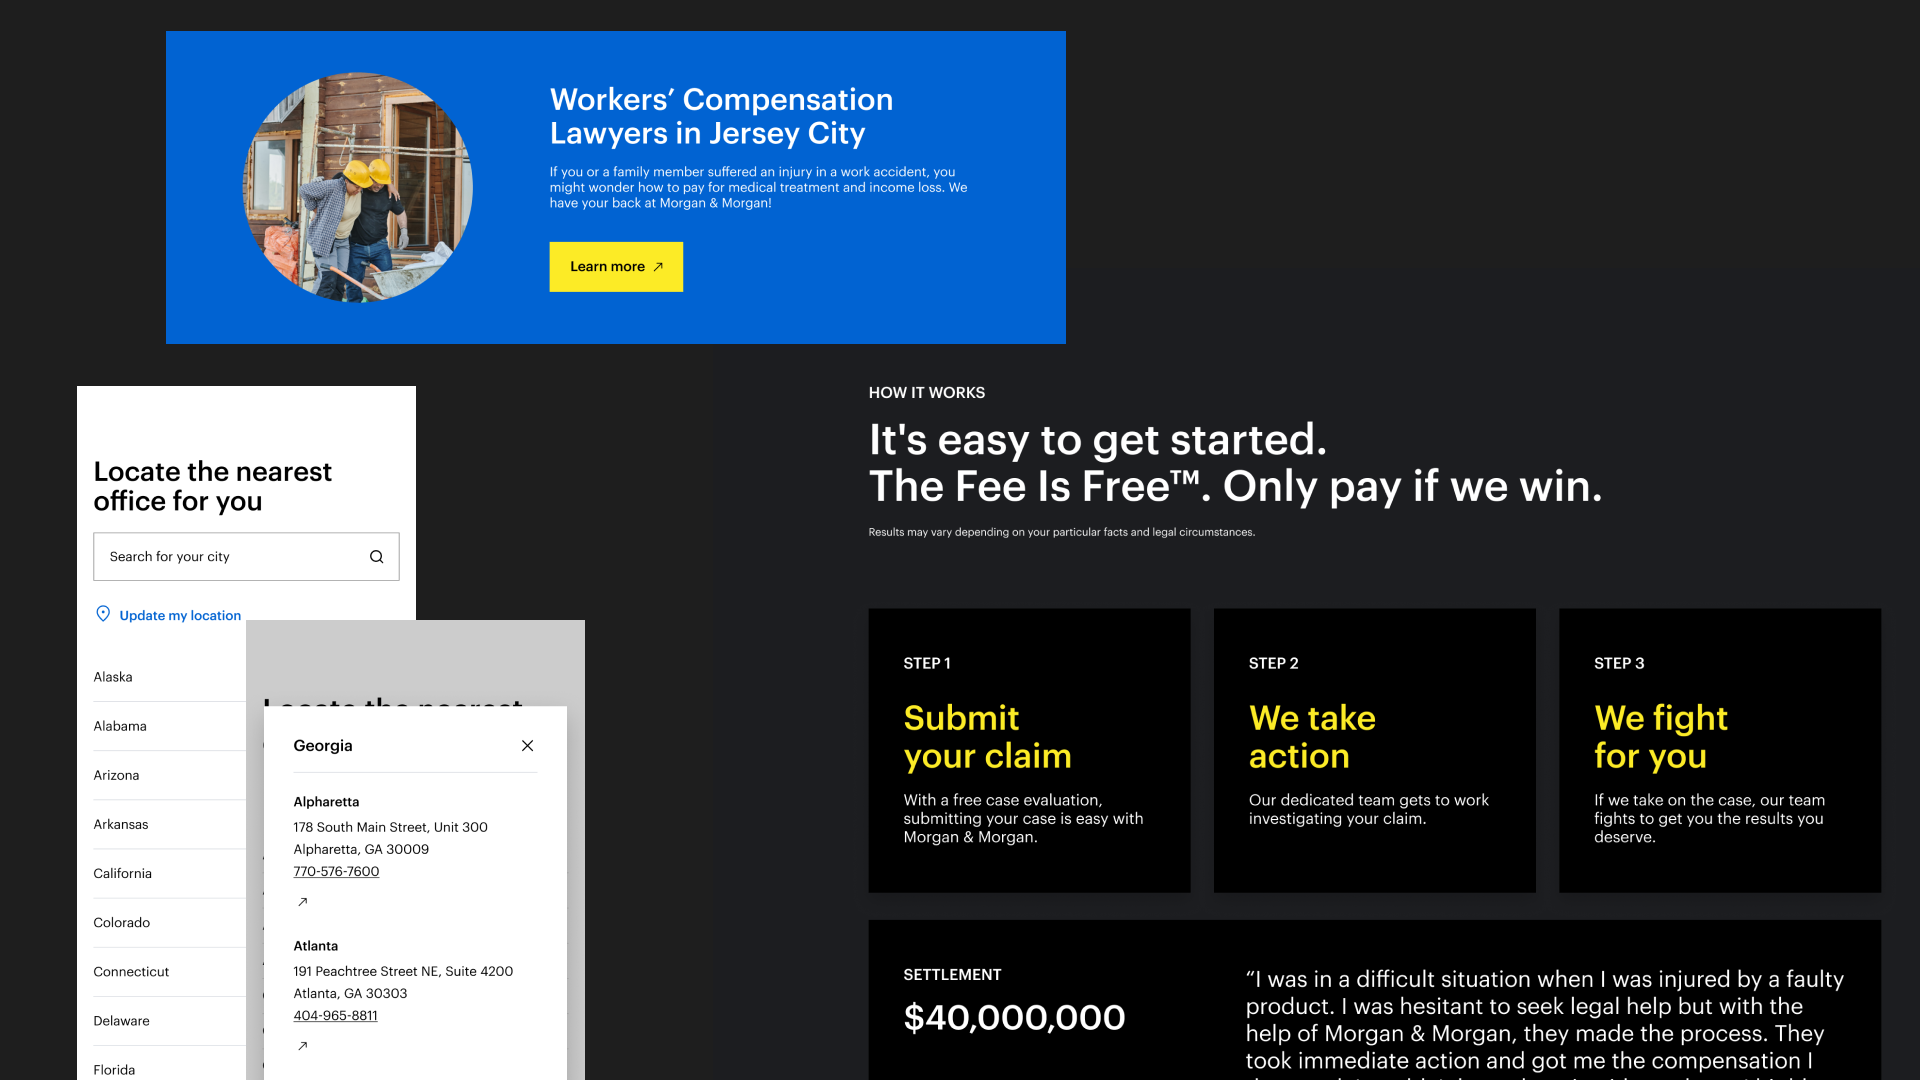 Workers’ Compensation
Lawyers in Jersey City
If you or a family member suffered an injury in a work accident, you
might wonder how to pay for medical treatment and income loss. We
have your back at Morgan & Morgan!
Learn more
Locate the nearest
office for you
Search for your city
Update my location
Alaska
Alabama
Arizona
Arkansas
California
Colorado
Connecticut
Delaware
Florida
Locate the nearest
Georgia
Alpharetta
178 South Main Street, Unit 300
Alpharetta, GA 30009
770-576-7600
Atlanta
191 Peachtree Street NE, Suite 4200
Atlanta, GA 30303
404-965-8811
HOW IT WORKS
It's easy to get started.
The Fee Is Free™. Only pay if we win.
Results may vary depending on your particular facts and legal circumstances.
STEP 1
Submit
your claim
With a free case evaluation,
submitting your case is easy with
Morgan & Morgan.
STEP 2
We take
action
Our dedicated team gets to work
investigating your claim.
STEP 3
We fight
for you
If we take on the case, our team
fights to get you the results you
deserve.
SETTLEMENT
$40,000,000
“I was in a difficult situation when I was injured by a faulty
product. I was hesitant to seek legal help but with the
help of Morgan & Morgan, they made the process. They
took immediate action and got me the compensation I